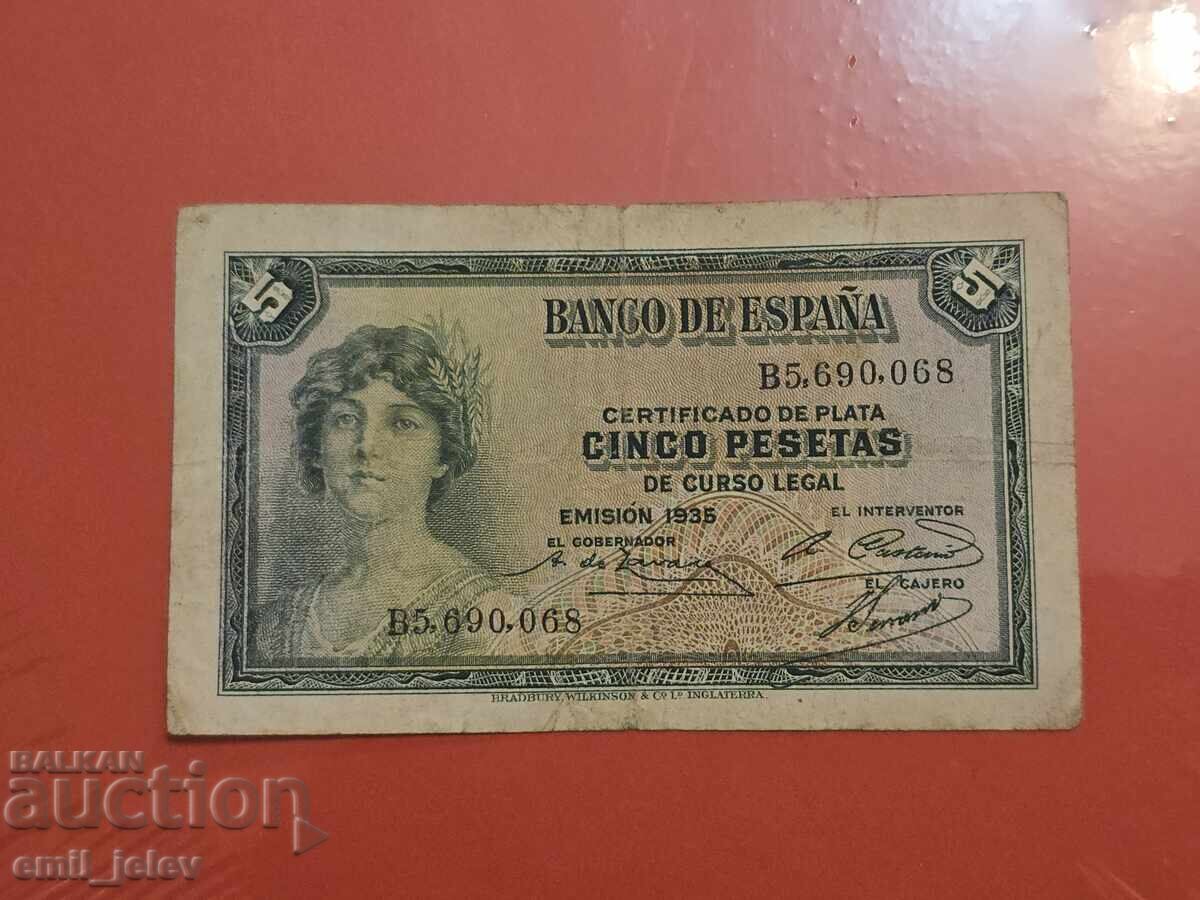 5
5
BANCO DE ESPAÑA
B5,690,068
CERTIFICADO DE PLATA
CINCO PESETAS
DE CURSO LEGAL
EMISIÓN 1935
EL INTERVENTOR
EL GOBERNADOR
EL CAJERO
B5,690,068
BRADBURY, WILKINSON & Cº Lº INGLATERRA.
BALKAN
auction
emil_jelev